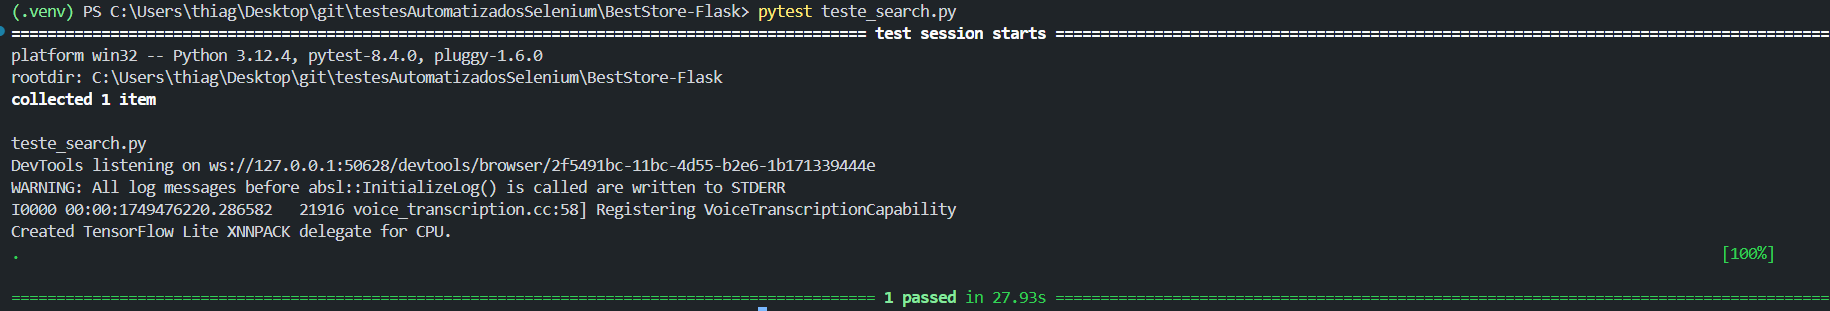 (.venv) PS C:\Users\thiag\Desktop\git\testesAutomatizadosSelenium\BestStore-Flask> pytest teste_search.py
=============================================================================================== test session starts ======================================================================================
platform win32 -- Python 3.12.4, pytest-8.4.0, pluggy-1.6.0
rootdir: C:\Users\thiag\Desktop\git\testesAutomatizadosSelenium\BestStore-Flask
collected 1 item
teste_search.py
DevTools listening on ws://127.0.0.1:50628/devtools/browser/2f5491bc-11bc-4d55-b2e6-1b171339444e
WARNING: All log messages before absl::InitializeLog() is called are written to STDERR
I0000 00:00:1749476220.286582   21916 voice_transcription.cc:58] Registering VoiceTranscriptionCapability
Created TensorFlow Lite XNNPACK delegate for CPU.
. [100%]
================================================================================================ 1 passed in 27.93s ======================================================================================